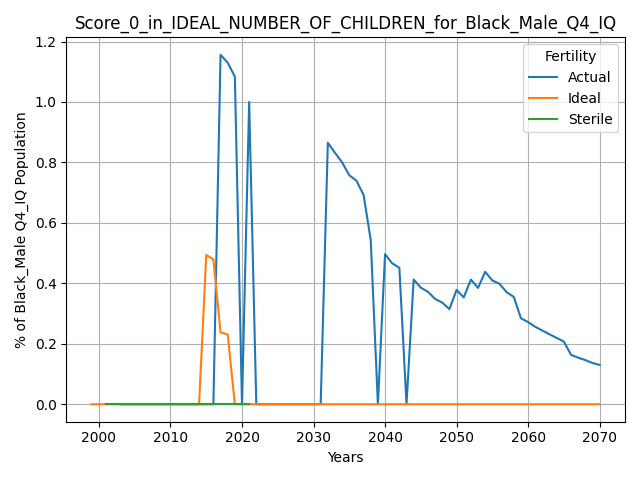 Score_0_in_IDEAL_NUMBER_OF_CHILDREN_for_Black_Male_Q4_IQ
Fertility
Actual
Ideal
Sterile
% of Black_Male Q4_IQ Population
1.2
1.0
0.8
0.6
0.4
0.2
0.0
2000 2010 2020 2030 2040 2050 2060 2070
Years